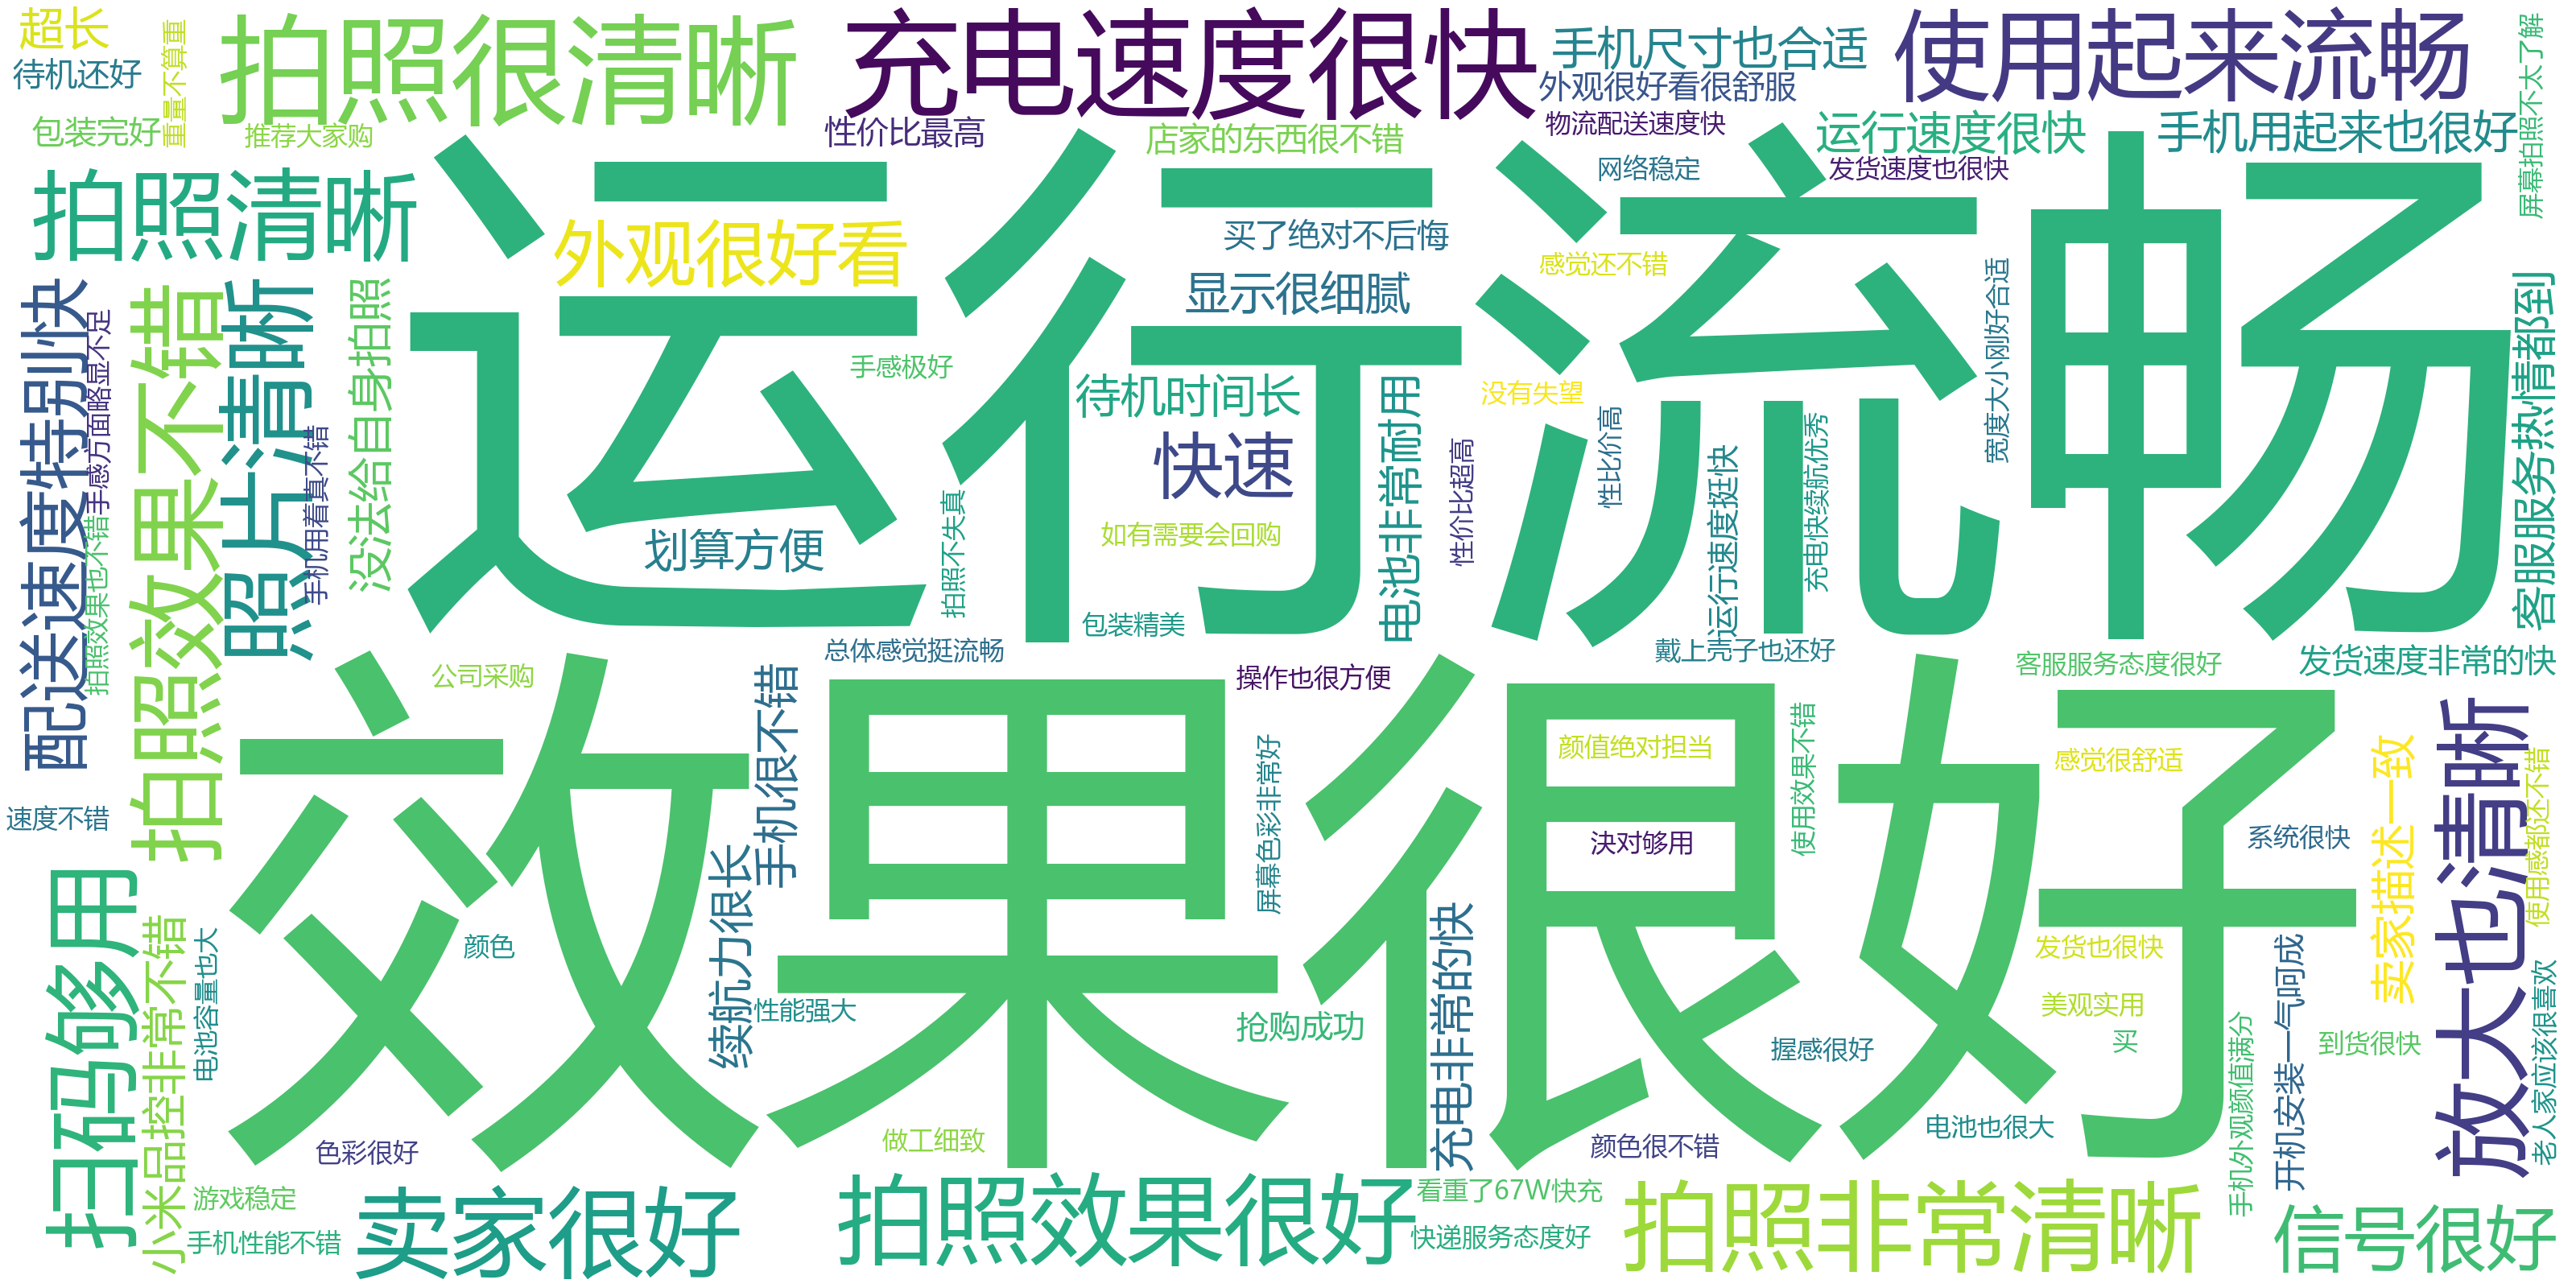 超长
待机还好
重量不算重
拍照很清晰
充电速度很快
手机尺寸也合适
外观很好看很舒服
使用起来流畅
屏幕拍照不太了解
包装完好
推荐大家购
性价比最高
店家的东西很不错
物流配送速度快
网络稳定
运行速度很快
发货速度也很快
手机用起来也很好
拍照清晰
外观很好看
买了绝对不后悔
感觉还不错
显示很细腻
运行流畅
宽度大小刚好合适
客服服务热情都到
配送速度特别快
手感方面略显不足
拍照效果也不错
拍照效果不错
照片清晰
手机用着真不错
没法给自身拍照
手感极好
待机时间长
快速
电池非常耐用
没有失望
性价比超高
性比价高
运行速度挺快
充电快续航优秀
划算方便
拍照不失真
如有需要会回购
包装精美
总体感觉挺流畅
戴上壳子也还好
客服服务态度很好
发货速度非常的快
公司采购
操作也很方便
手机很不错
效果很好
屏幕色彩非常好
颜值绝对担当
使用效果不错
感觉很舒适
决对够用
系统很快
卖家描述一致
放大也清晰
使用感都还不错
速度不错
扫码够用
小米品控非常不错
电池容量也大
颜色
续航力很长
性能强大
抢购成功
充电非常的快
握感很好
发货也很快
美观实用
买
到货很快
开机安装一气呵成
手机外观颜值满分
老人家应该很喜欢
色彩很好
做工细致
颜色很不错
电池也很大
游戏稳定
手机性能不错
卖家很好
拍照效果很好
看重了67W快充
快递服务态度好
拍照非常清晰
信号很好